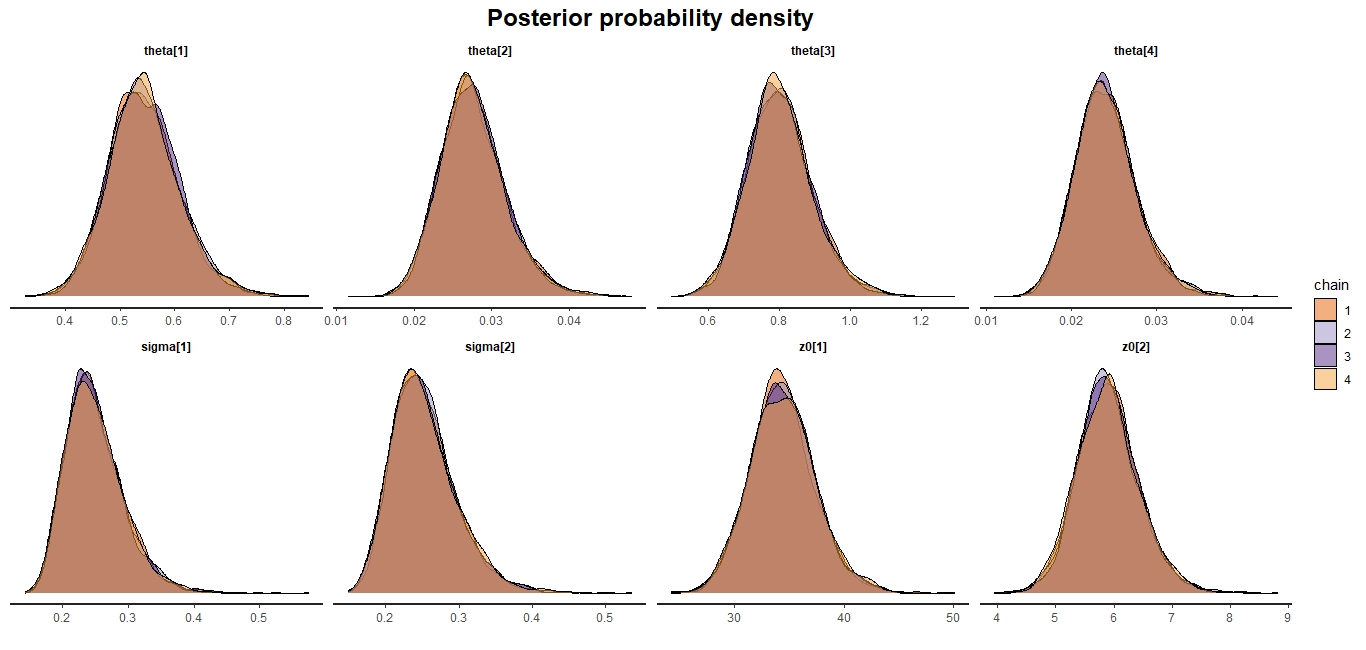 Posterior probability density
theta[1] theta[2] theta[3] theta[4]
0.4 0.5 0.6 0.7 0.8 0.01 0.02 0.03 0.04 0.6 0.8 1.0 1.2 0.01 0.02 0.03 0.04
chain
1
2
3
4
sigma[1] sigma[2] z0[1] z0[2]
0.2 0.3 0.4 0.5 0.2 0.3 0.4 0.5 30 40 50 4 5 6 7 8 9